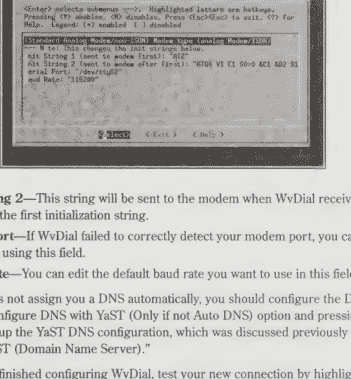 <Enter> selects submenus --->. Highlighted letters are hotkeys.
Pressing <Y> enables, <N> disables. Press <Esc><Esc> to exit, <?> for
Help. Legend: [*] enabled [ ] disabled
(Standard Analog Modem/non-ISDN) Modem type (analog Modem/ISDN)
--- N te! This changes the init strings below.
nit String 1 (sent to modem first): "ATZ"
nit String 2 (sent to modem after first): "ATQ0 V1 E1 S0=0 &C1 &D2 S1
erial Port: "/dev/ttyS2"
aud Rate: "115200"
<Select> < Exit > < Help >
ng 2—This string will be sent to the modem when WvDial receiv
the first initialization string.
ort—If WvDial failed to correctly detect your modem port, you ca
using this field.
te—You can edit the default baud rate you want to use in this fiel
s not assign you a DNS automatically, you should configure the D
nfigure DNS with YaST (Only if not Auto DNS) option and pressi
up the YaST DNS configuration, which was discussed previously
ST (Domain Name Server)."
finished configuring WvDial, test your new connection by highlig